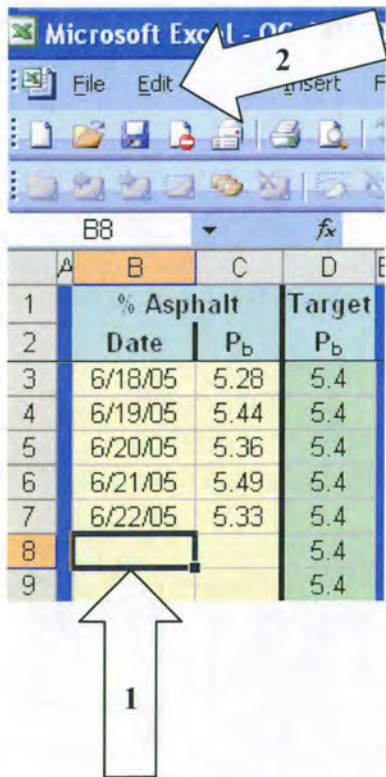 Microsoft Excel - QC
2
File Edit Insert F
B8 fx
A B C D E
1 % Asphalt Target
2 Date Pb Pb
3 6/18/05 5.28 5.4
4 6/19/05 5.44 5.4
5 6/20/05 5.36 5.4
6 6/21/05 5.49 5.4
7 6/22/05 5.33 5.4
8 5.4
9 5.4
1